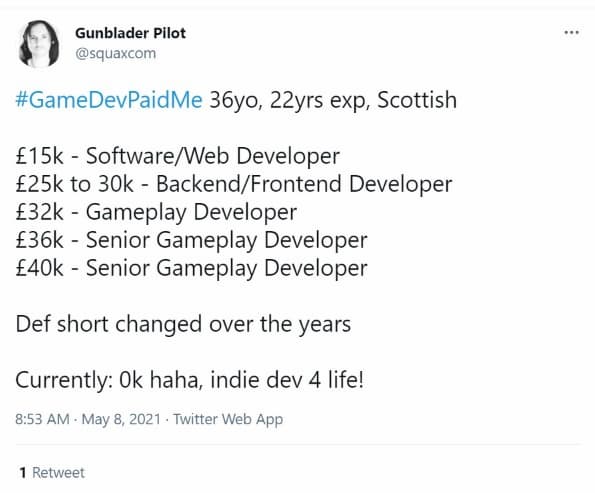 Gunblader Pilot
@squaxcom
#GameDevPaidMe 36yo, 22yrs exp, Scottish
£15k - Software/Web Developer
£25k to 30k - Backend/Frontend Developer
£32k - Gameplay Developer
£36k - Senior Gameplay Developer
£40k - Senior Gameplay Developer
Def short changed over the years
Currently: 0k haha, indie dev 4 life!
8:53 AM · May 8, 2021 · Twitter Web App
1 Retweet